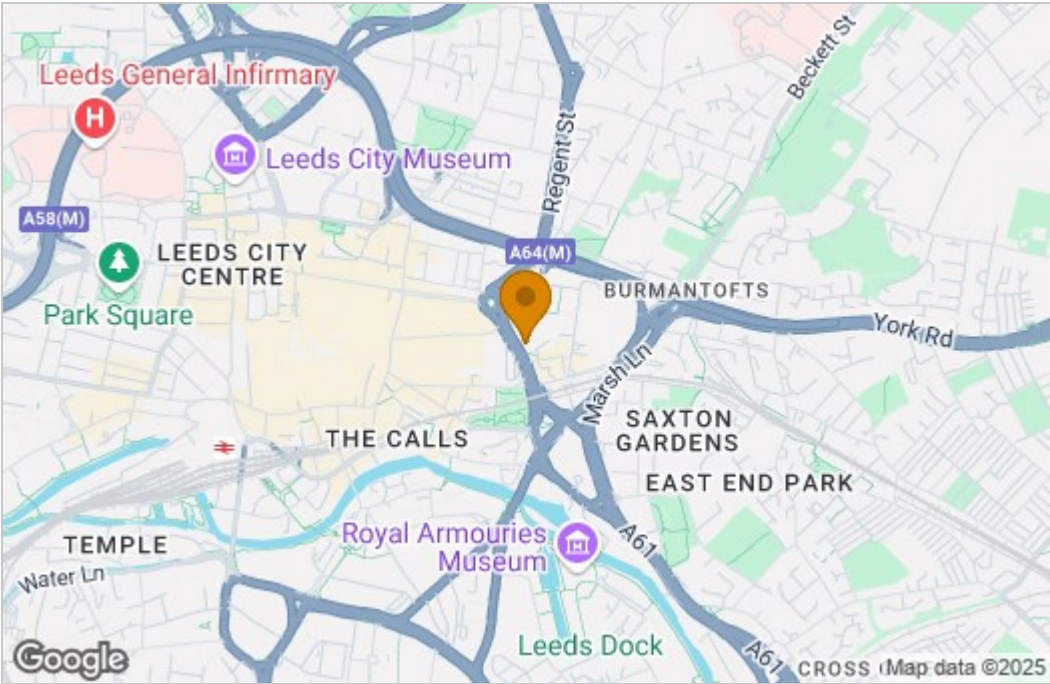 Leeds General Infirmary
H
Beckett St
Leeds City Museum
Regent St
A58(M)
LEEDS CITY
CENTRE
A64(M)
Park Square
BURMANTOFTS
York Rd
Marsh Ln
SAXTON
GARDENS
THE CALLS
EAST END PARK
Royal Armouries
Museum
A61
TEMPLE
Water Ln
Leeds Dock
A61
Google
CROSS
Map data ©2025